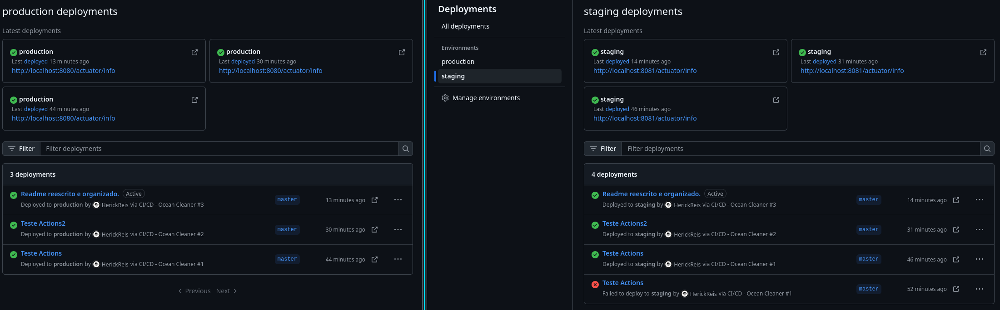 production deployments
Latest deployments
production
Last deployed 13 minutes ago
http://localhost:8080/actuator/info
production
Last deployed 30 minutes ago
http://localhost:8080/actuator/info
production
Last deployed 44 minutes ago
http://localhost:8080/actuator/info
Filter
Filter deployments
3 deployments
Readme reescrito e organizado. Active
Deployed to production by HerickReis via CI/CD - Ocean Cleaner #3
master
13 minutes ago
Teste Actions2
Deployed to production by HerickReis via CI/CD - Ocean Cleaner #2
master
30 minutes ago
Teste Actions
Deployed to production by HerickReis via CI/CD - Ocean Cleaner #1
master
44 minutes ago
Previous Next
Deployments
All deployments
Environments
production
staging
Manage environments
staging deployments
Latest deployments
staging
Last deployed 14 minutes ago
http://localhost:8081/actuator/info
staging
Last deployed 31 minutes ago
http://localhost:8081/actuator/info
staging
Last deployed 46 minutes ago
http://localhost:8081/actuator/info
Filter
Filter deployments
4 deployments
Readme reescrito e organizado. Active
Deployed to staging by HerickReis via CI/CD - Ocean Cleaner #3
master
14 minutes ago
Teste Actions2
Deployed to staging by HerickReis via CI/CD - Ocean Cleaner #2
master
31 minutes ago
Teste Actions
Deployed to staging by HerickReis via CI/CD - Ocean Cleaner #1
master
46 minutes ago
Teste Actions
Failed to deploy to staging by HerickReis via CI/CD - Ocean Cleaner #1
master
52 minutes ago